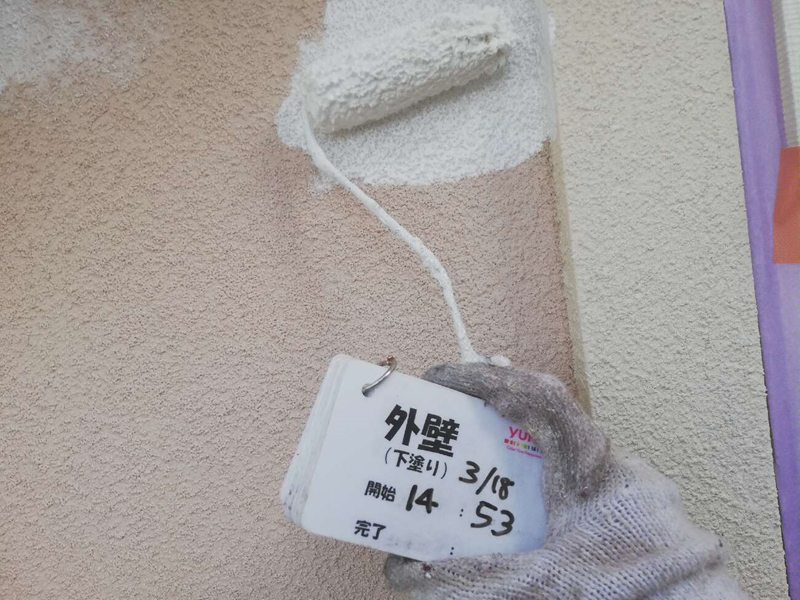 外壁
(下塗り) 3/18
開始 14:53
完了 :